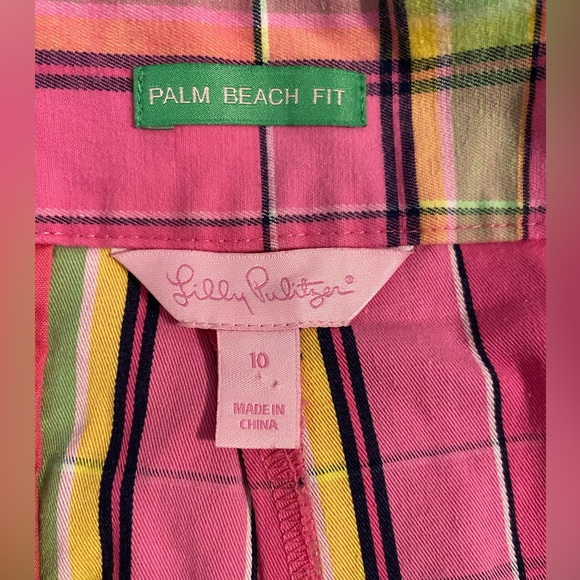 PALM BEACH FIT
Lilly Pulitzer®
10
MADE IN
CHINA